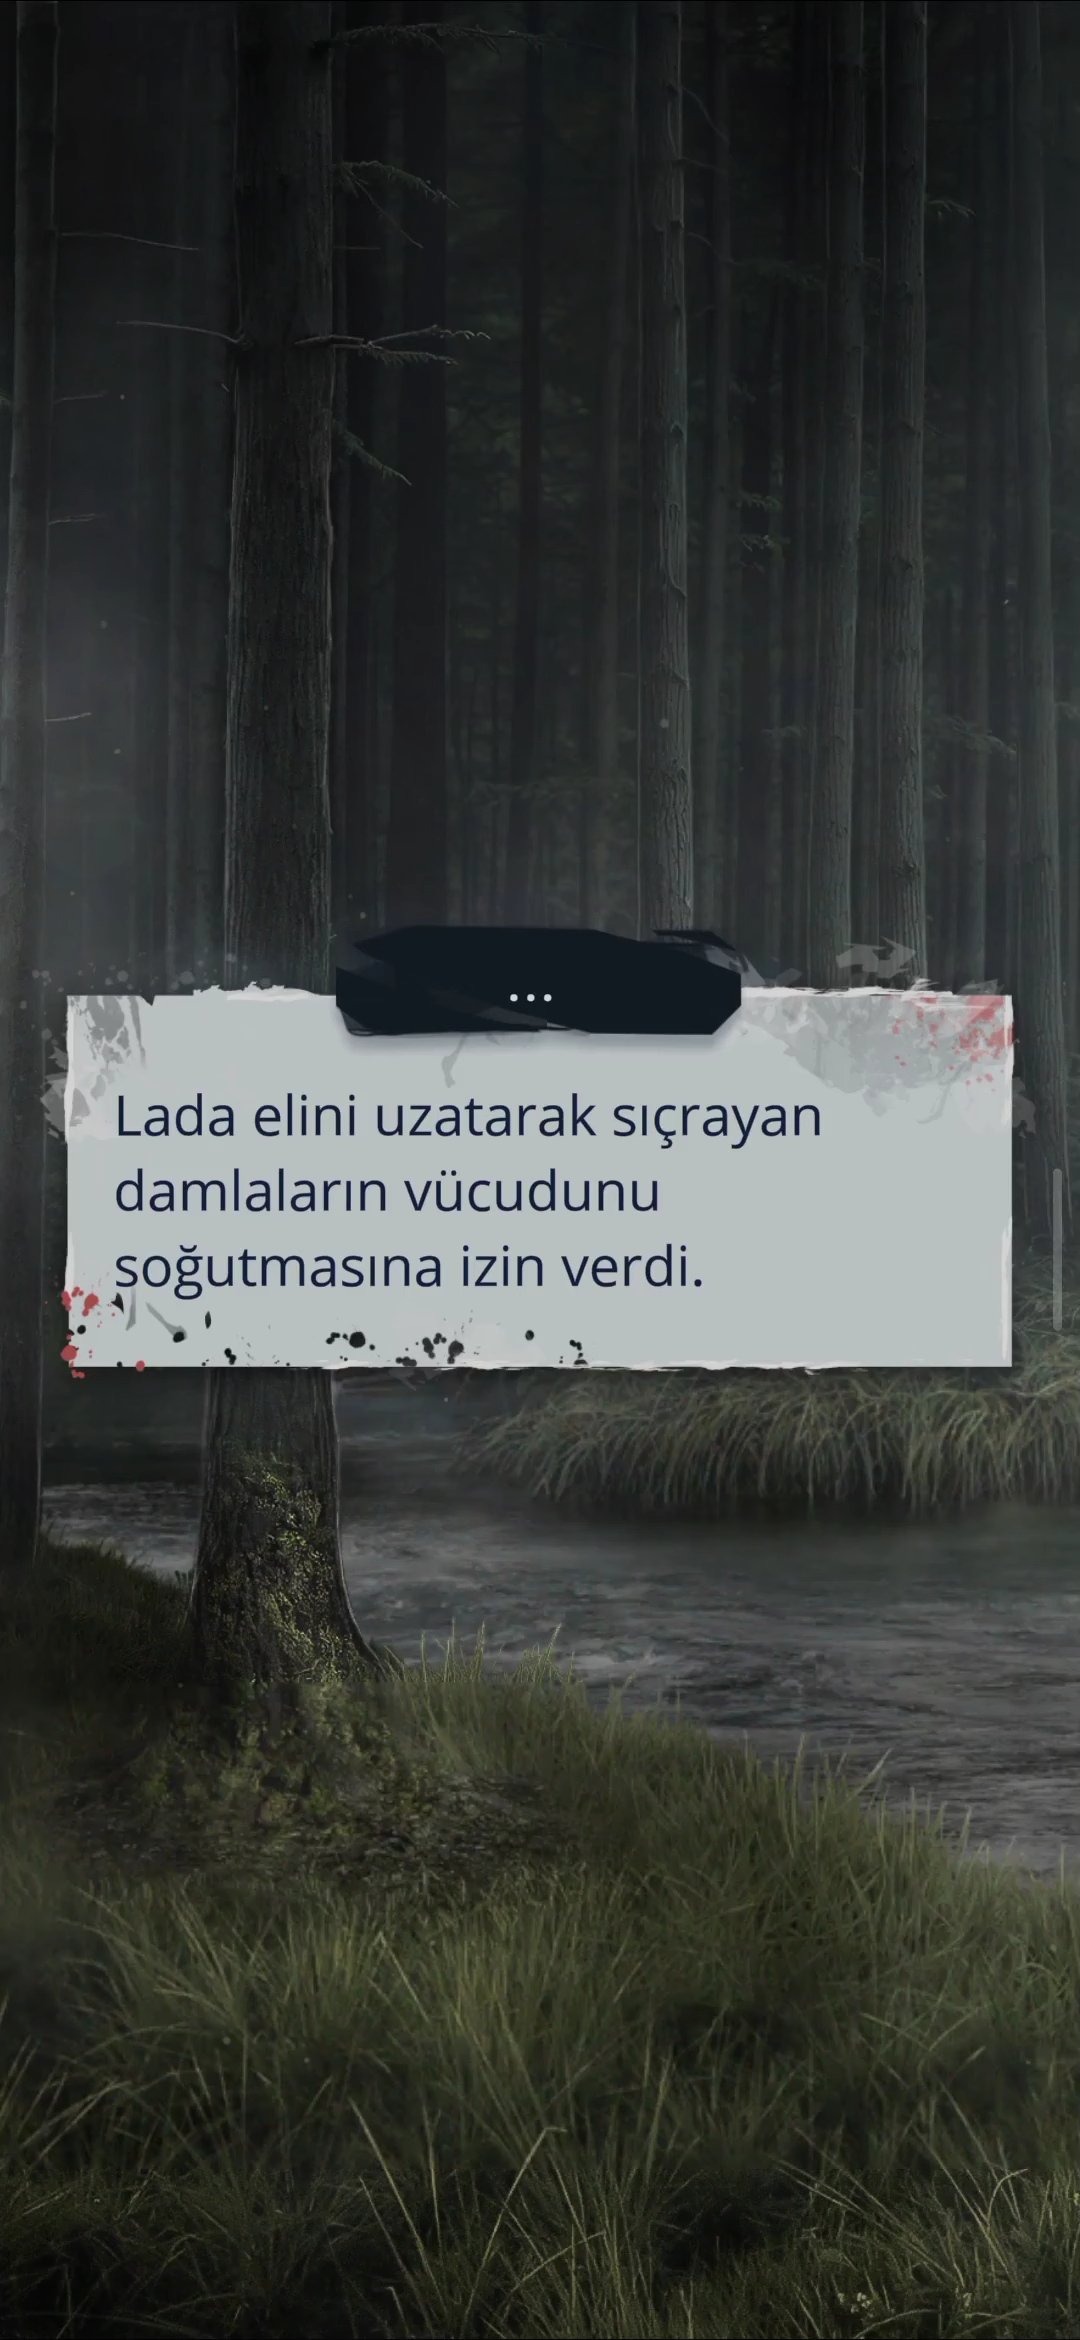 ...
Lada elini uzatarak sıçrayan
damlaların vücudunu
soğutmasına izin verdi.